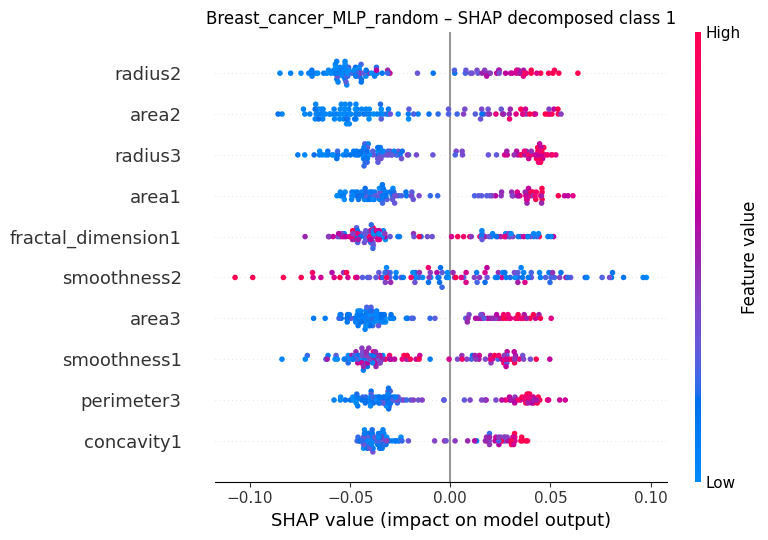 Breast_cancer_MLP_random – SHAP decomposed class 1
High
radius2
area2
radius3
area1
fractal_dimension1
smoothness2
area3
smoothness1
perimeter3
concavity1
Feature value
Low
−0.10 −0.05 0.00 0.05 0.10
SHAP value (impact on model output)